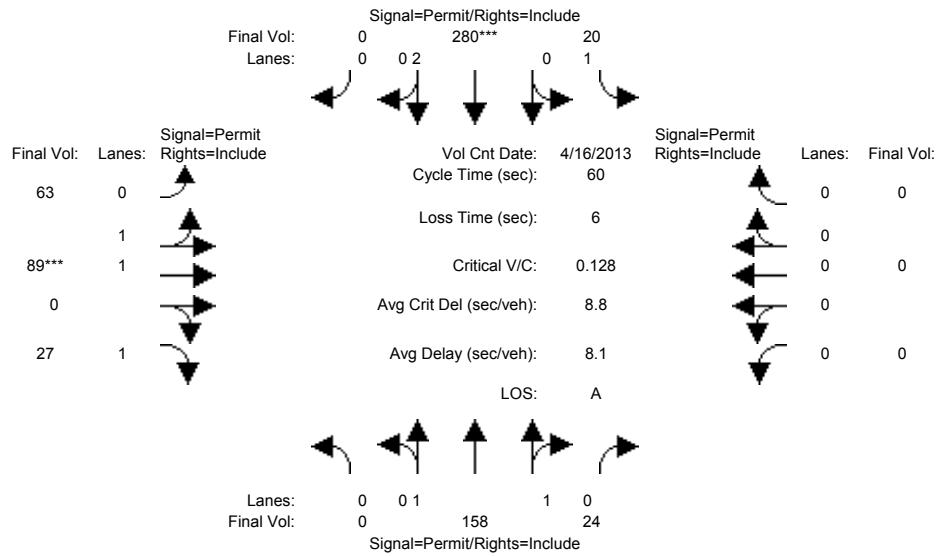 Signal=Permit/Rights=Include
Final Vol: 0 280*** 20
Lanes: 0 0 2 0 1
Signal=Permit Signal=Permit
Final Vol: Lanes: Rights=Include Vol Cnt Date: 4/16/2013 Rights=Include Lanes: Final Vol:
Cycle Time (sec): 60
63 0 0 0
Loss Time (sec): 6
1 0
89*** 1 Critical V/C: 0.128 0 0
0 Avg Crit Del (sec/veh): 8.8 0
27 1 Avg Delay (sec/veh): 8.1 0 0
LOS: A
Lanes: 0 0 1 1 0
Final Vol: 0 158 24
Signal=Permit/Rights=Include